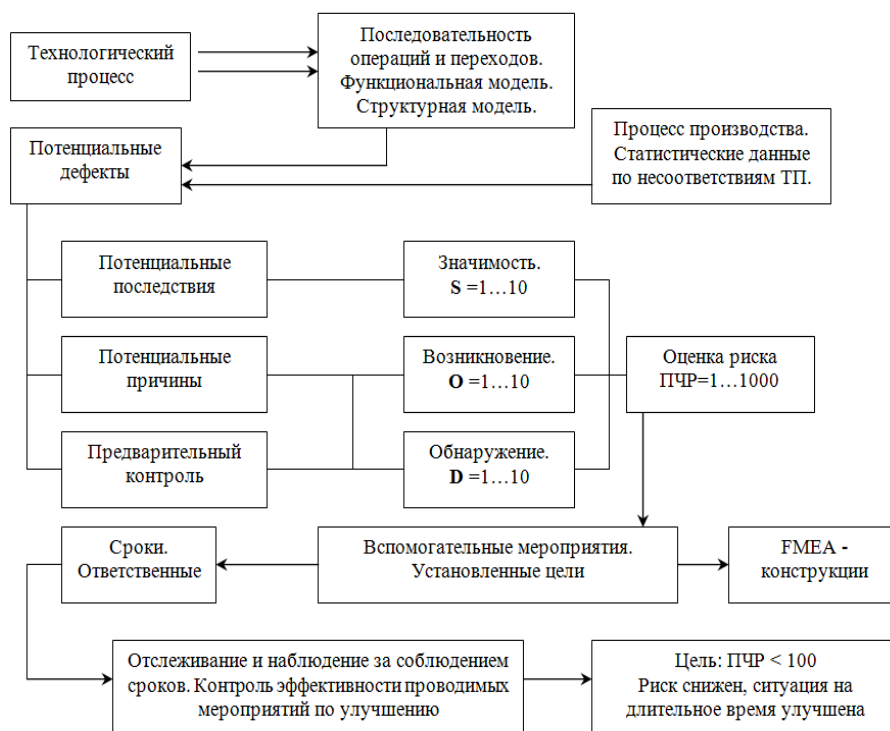 Технологический
процесс
Последовательность
операций и переходов.
Функциональная модель.
Структурная модель.
Процесс производства.
Статистические данные
по несоответствиям ТП.
Потенциальные
дефекты
Потенциальные
последствия
Значимость.
S =1…10
Потенциальные
причины
Возникновение.
O =1…10
Оценка риска
ПЧР=1…1000
Предварительный
контроль
Обнаружение.
D =1…10
Сроки.
Ответственные
Вспомогательные мероприятия.
Установленные цели
FMEA -
конструкции
Отслеживание и наблюдение за соблюдением
сроков. Контроль эффективности проводимых
мероприятий по улучшению
Цель: ПЧР < 100
Риск снижен, ситуация на
длительное время улучшена